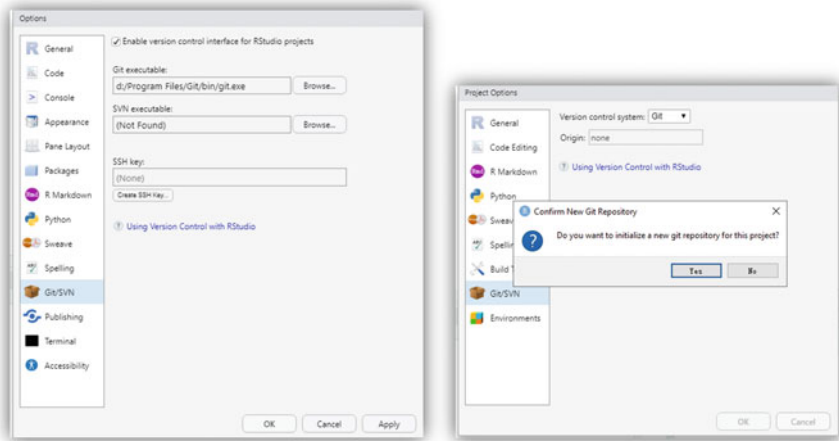 Options
General
Code
Console
Appearance
Pane Layout
Packages
R Markdown
Python
Sweave
Spelling
Git/SVN
Publishing
Terminal
Accessibility
Enable version control interface for RStudio projects
Git executable:
d:/Program Files/Git/bin/git.exe Browse...
SVN executable:
(Not Found) Browse...
SSH key:
(None)
Create SSH Key...
Using Version Control with RStudio
OK Cancel Apply
Project Options
General
Code Editing
R Markdown
Python
Git/SVN
Environments
Version control system: Git
Origin: none
Using Version Control with RStudio
Confirm New Git Repository
Do you want to initialize a new git repository for this project?
Yes No
OK Cancel